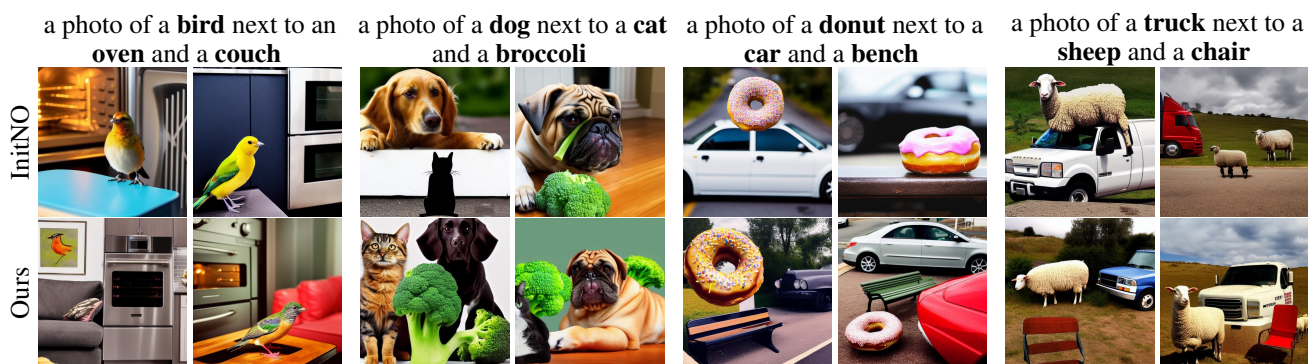 a photo of a bird next to an
oven and a couch
a photo of a dog next to a cat
and a broccoli
a photo of a donut next to a
car and a bench
a photo of a truck next to a
sheep and a chair
InitNO
Ours